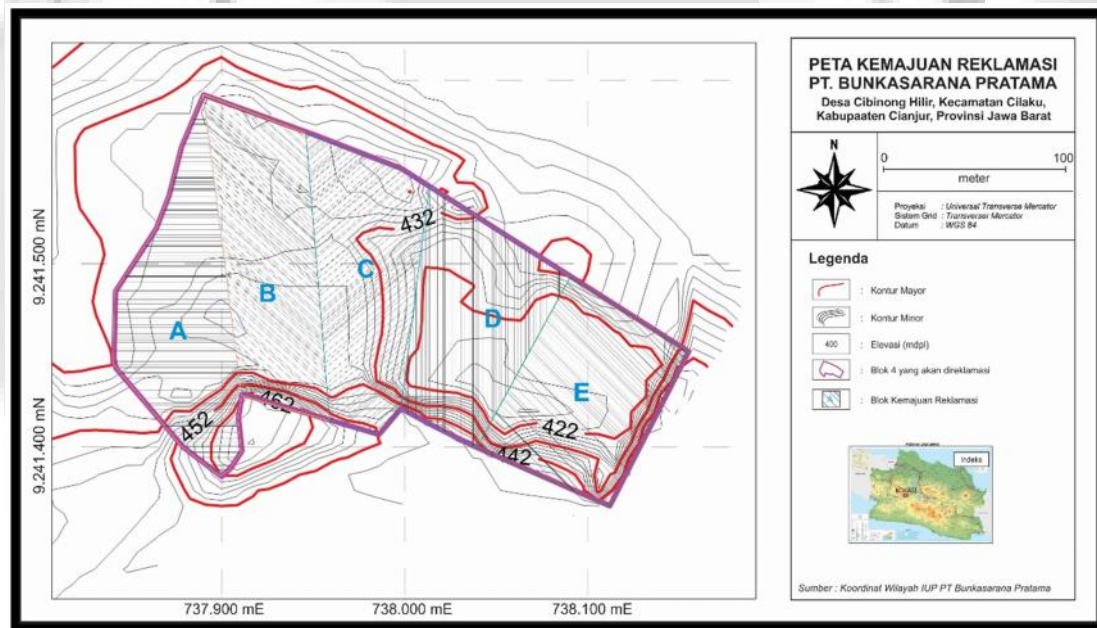 PETA KEMAJUAN REKLAMASI
PT. BUNKASARANA PRATAMA
Desa Cibinong Hilir, Kecamatan Cilaku,
Kabupaaten Cianjur, Provinsi Jawa Barat
N
0 100
meter
Proyeksi : Universal Transverse Mercator
Sistem Grid : Transversal Mercator
Datum : WGS 84
Legenda
: Kontur Mayor
: Kontur Minor
400 : Elevasi (mdpl)
: Blok 4 yang akan direklamasi
A : Blok Kemajuan Reklamasi
Indeks
Sumber : Koordinat Wilayah IUP PT Bunkasarana Pratama
9.241.500 mN
9.241.400 mN
432
C
B
D
A
E
462
452
422
442
737.900 mE 738.000 mE 738.100 mE